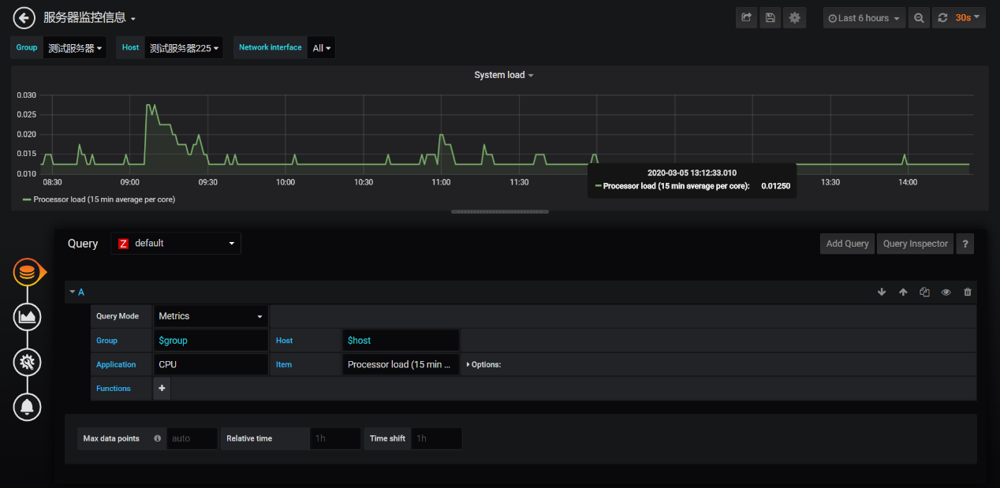 服务器监控信息
Last 6 hours 30s
Group 测试服务器 Host 测试服务器225 Network interface All
System load
0.030
0.025
0.020
0.015
0.010
08:30 09:00 09:30 10:00 10:30 11:00 11:30 13:30 14:00
2020-03-05 13:12:33.010
Processor load (15 min average per core): 0.01250
Processor load (15 min average per core)
Query Z default Add Query Query Inspector ?
A
Query Mode Metrics
Group $group Host $host
Application CPU Item Processor load (15 min ... Options:
Functions +
Max data points auto Relative time 1h Time shift 1h